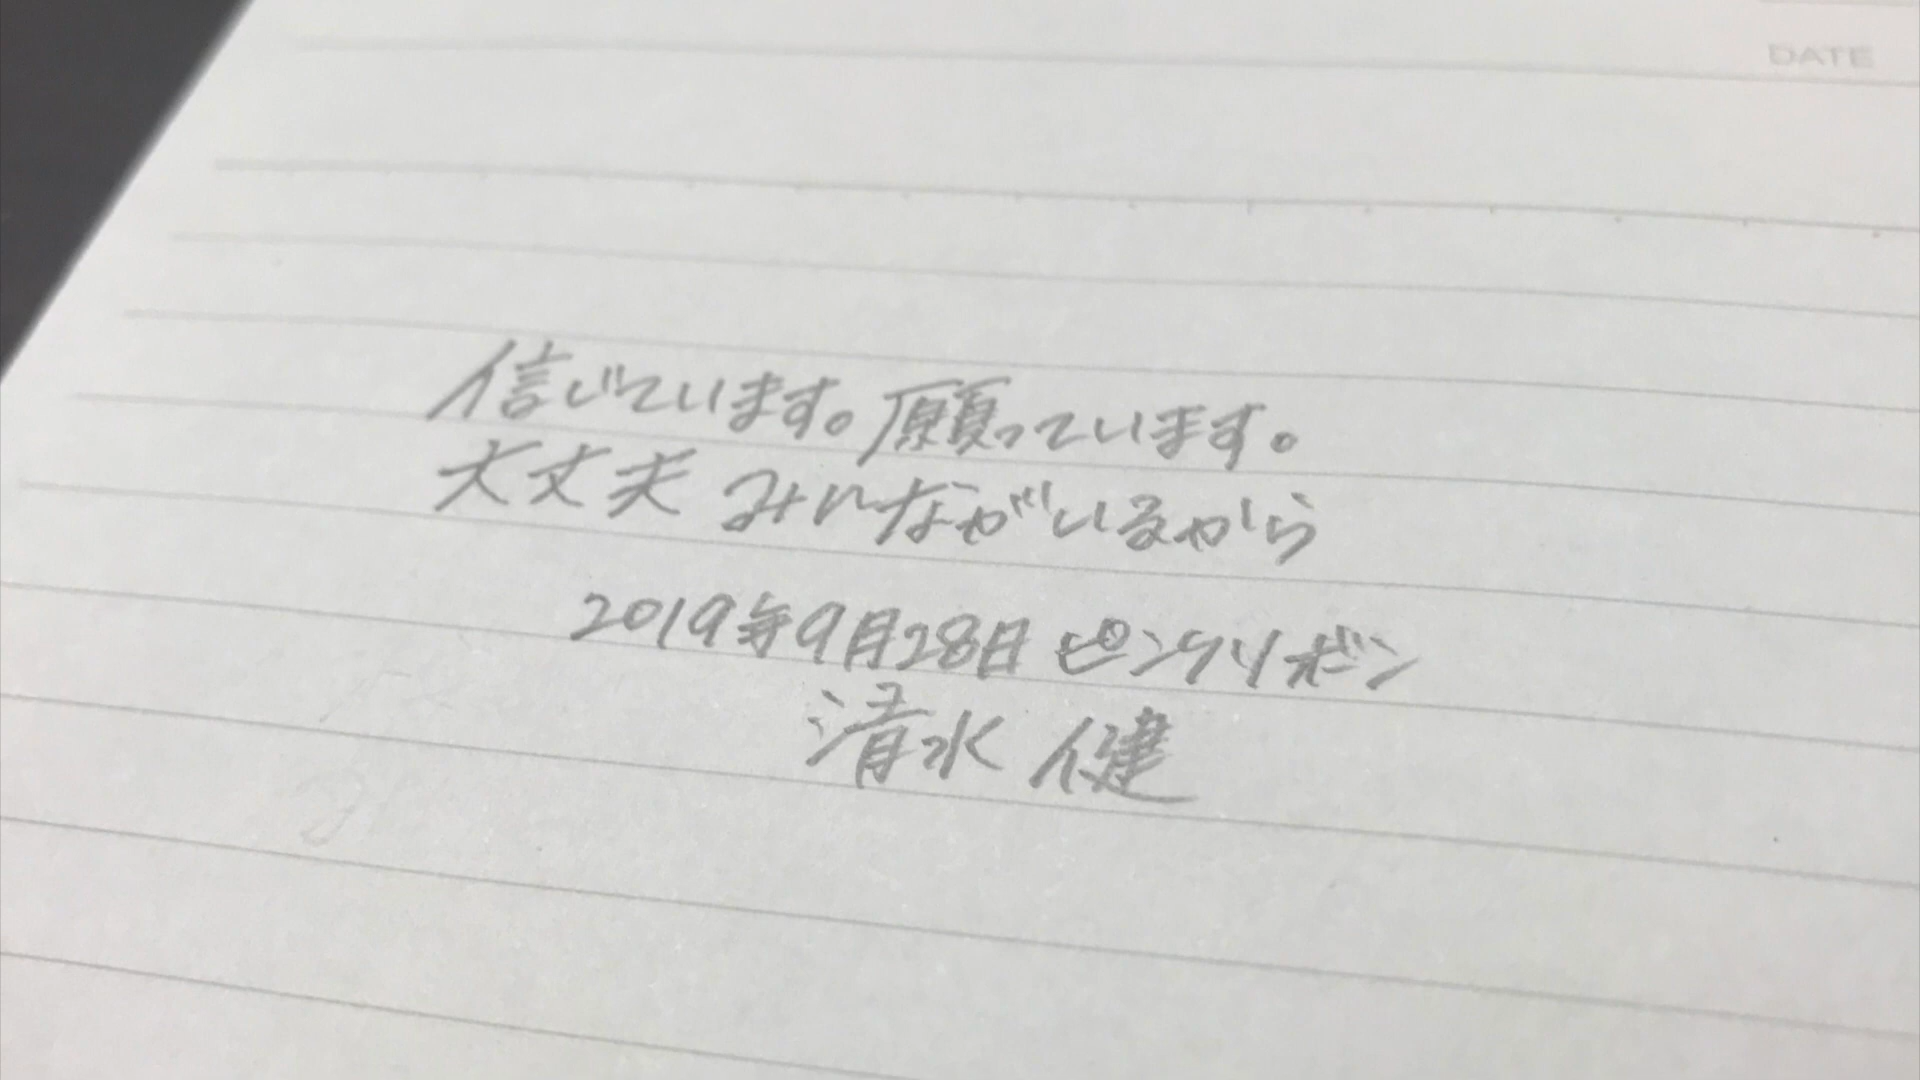 DATE
信じています。願っています。
大丈夫 みんながいるから
2019年9月28日 ピンクリボン
清水 健